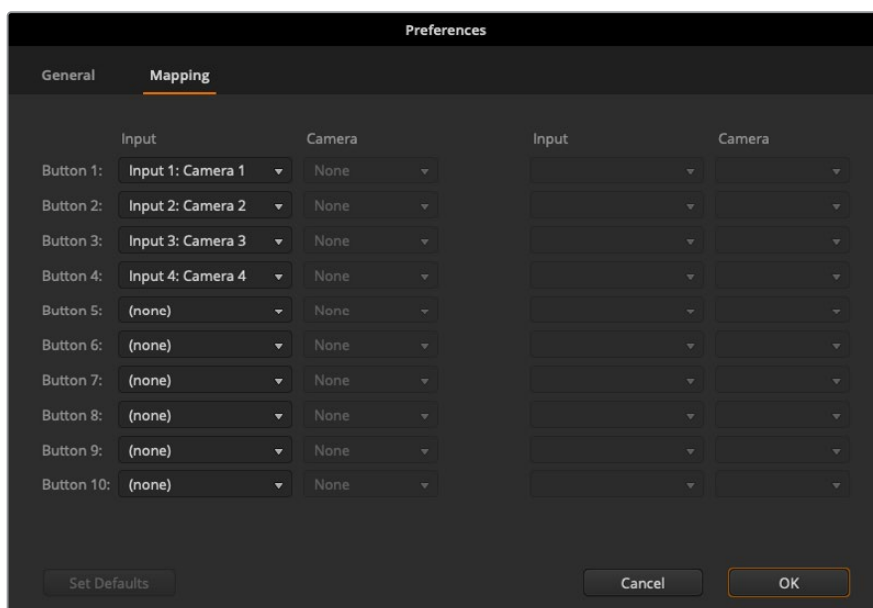 Preferences
General Mapping
Input Camera Input Camera
Button 1: Input 1: Camera 1 None
Button 2: Input 2: Camera 2 None
Button 3: Input 3: Camera 3 None
Button 4: Input 4: Camera 4 None
Button 5: (none) None
Button 6: (none) None
Button 7: (none) None
Button 8: (none) None
Button 9: (none) None
Button 10: (none) None
Set Defaults Cancel OK